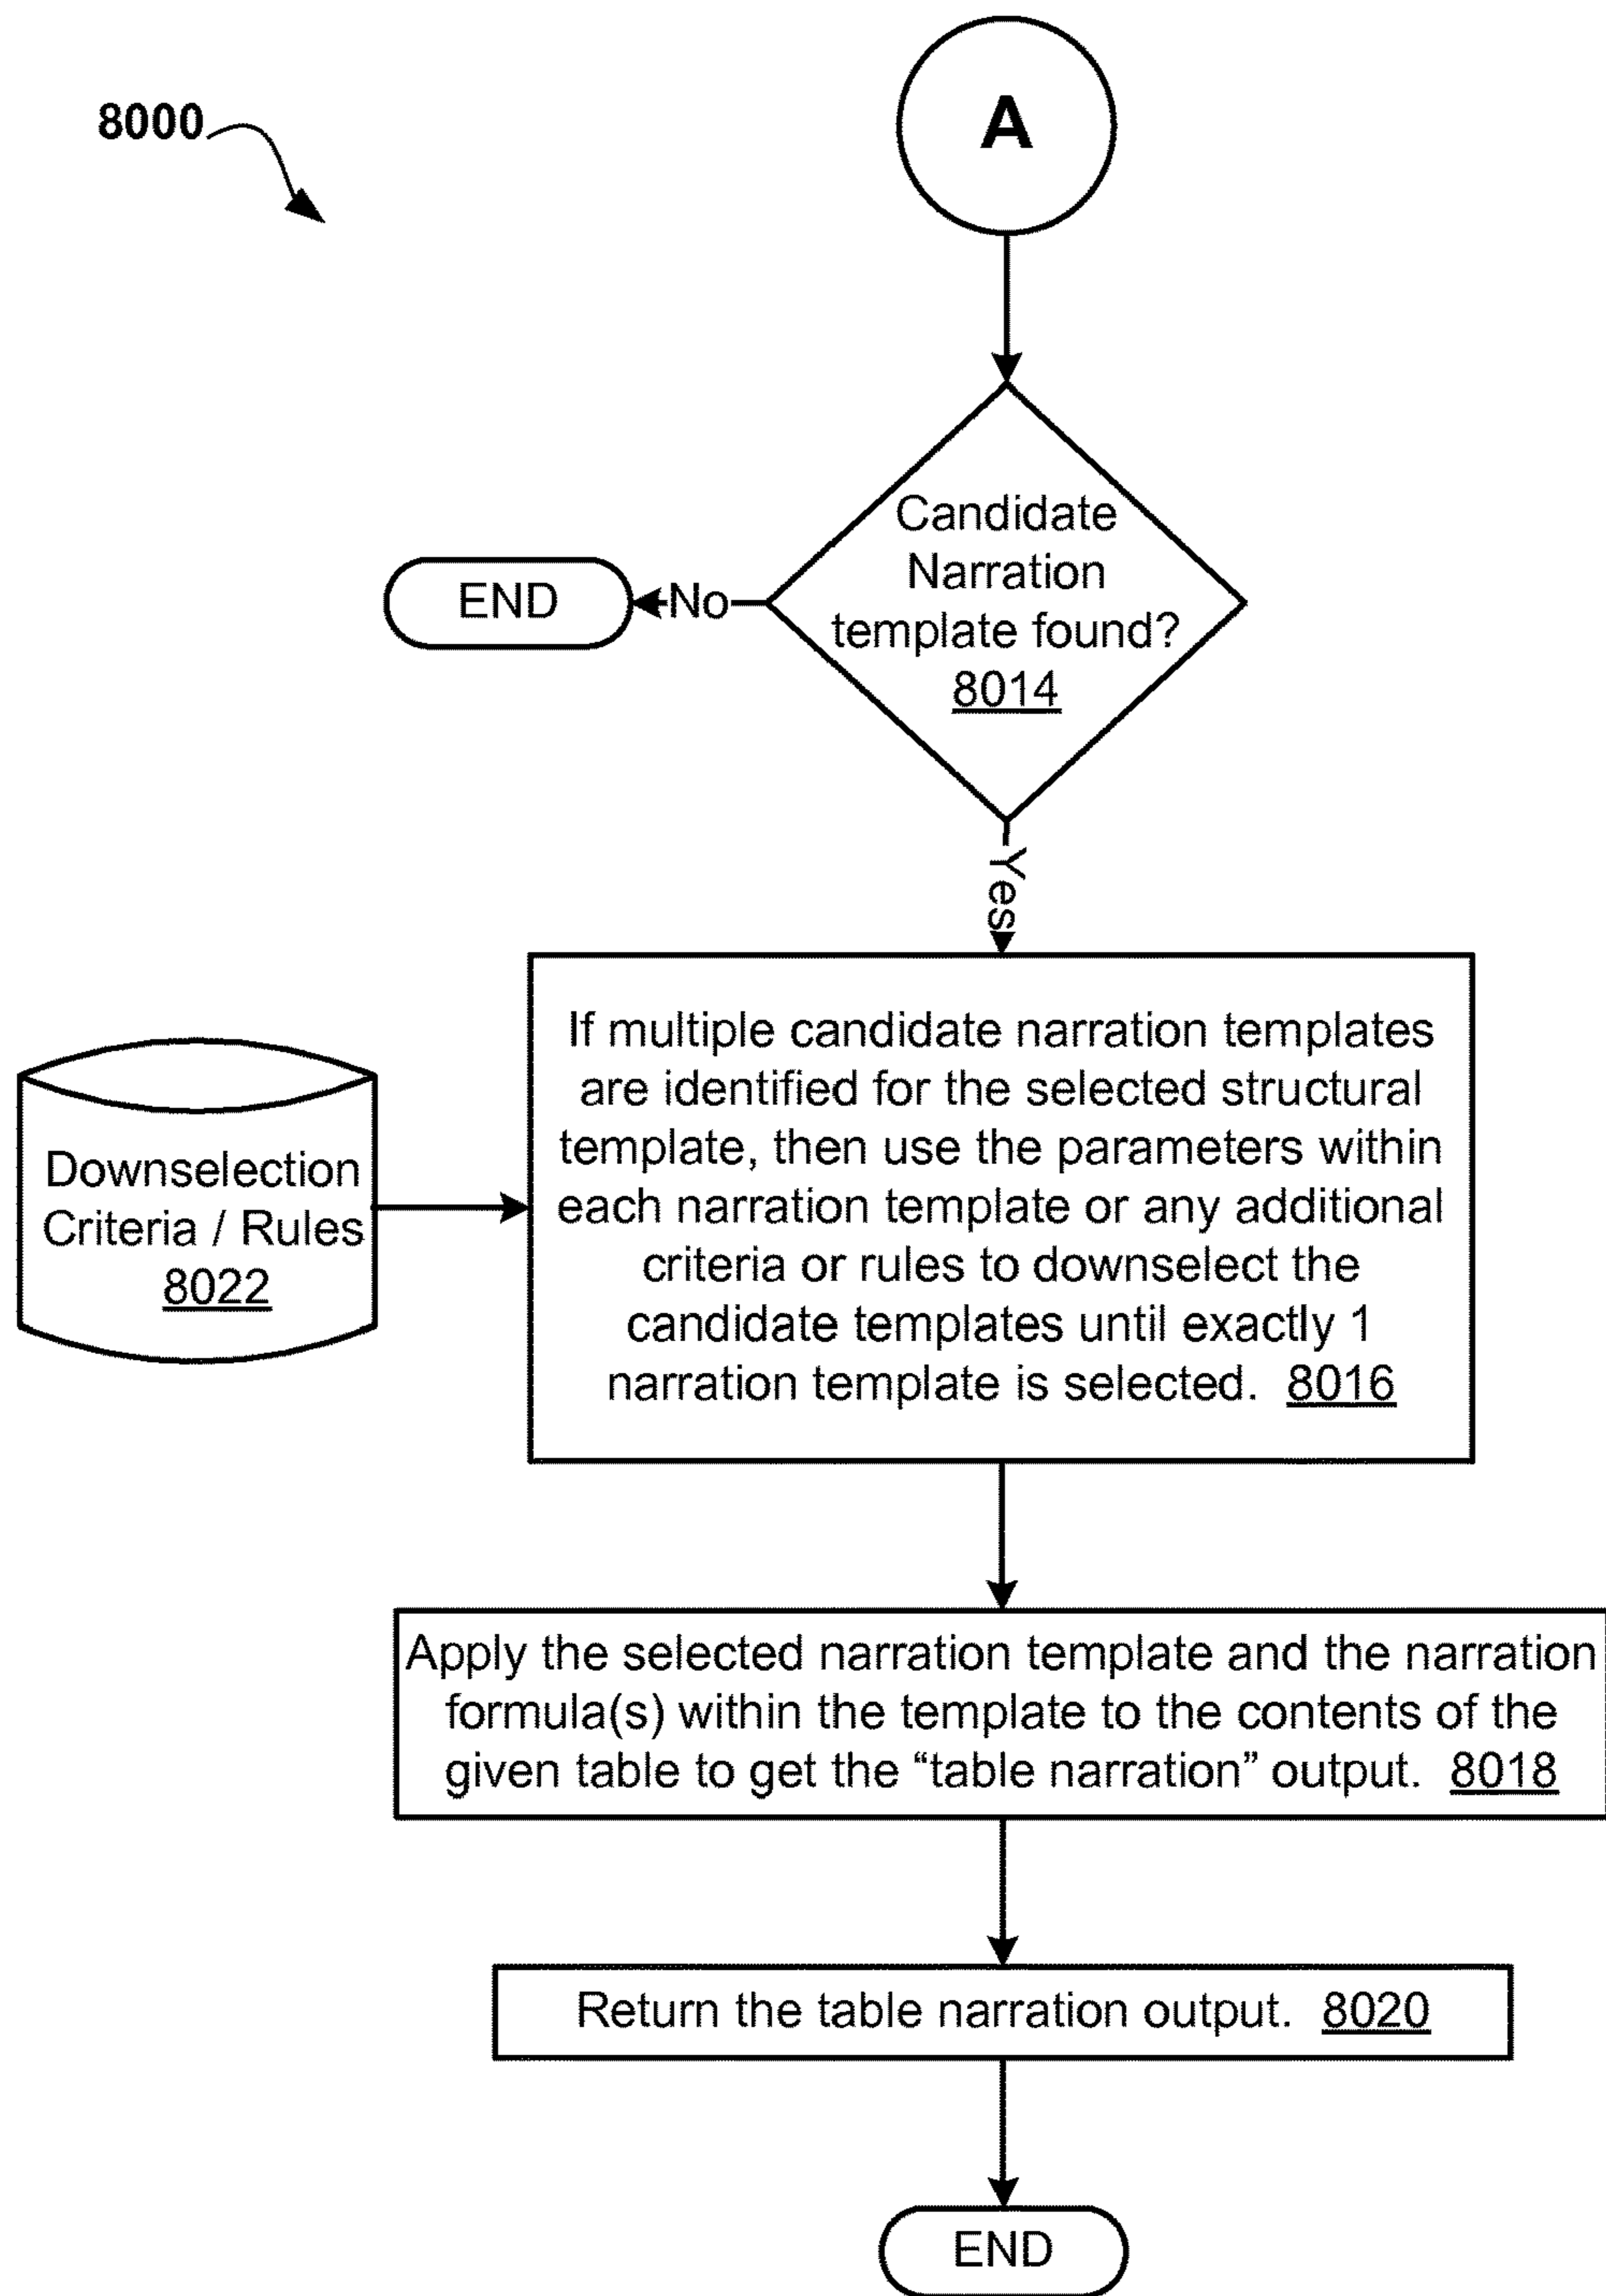 8000
A
Candidate
Narration
template found?
8014
No
END
Yes
If multiple candidate narration templates
are identified for the selected structural
template, then use the parameters within
each narration template or any additional
criteria or rules to downselect the
candidate templates until exactly 1
narration template is selected. 8016
Downselection
Criteria / Rules
8022
Apply the selected narration template and the narration
formula(s) within the template to the contents of the
given table to get the “table narration” output. 8018
Return the table narration output. 8020
END